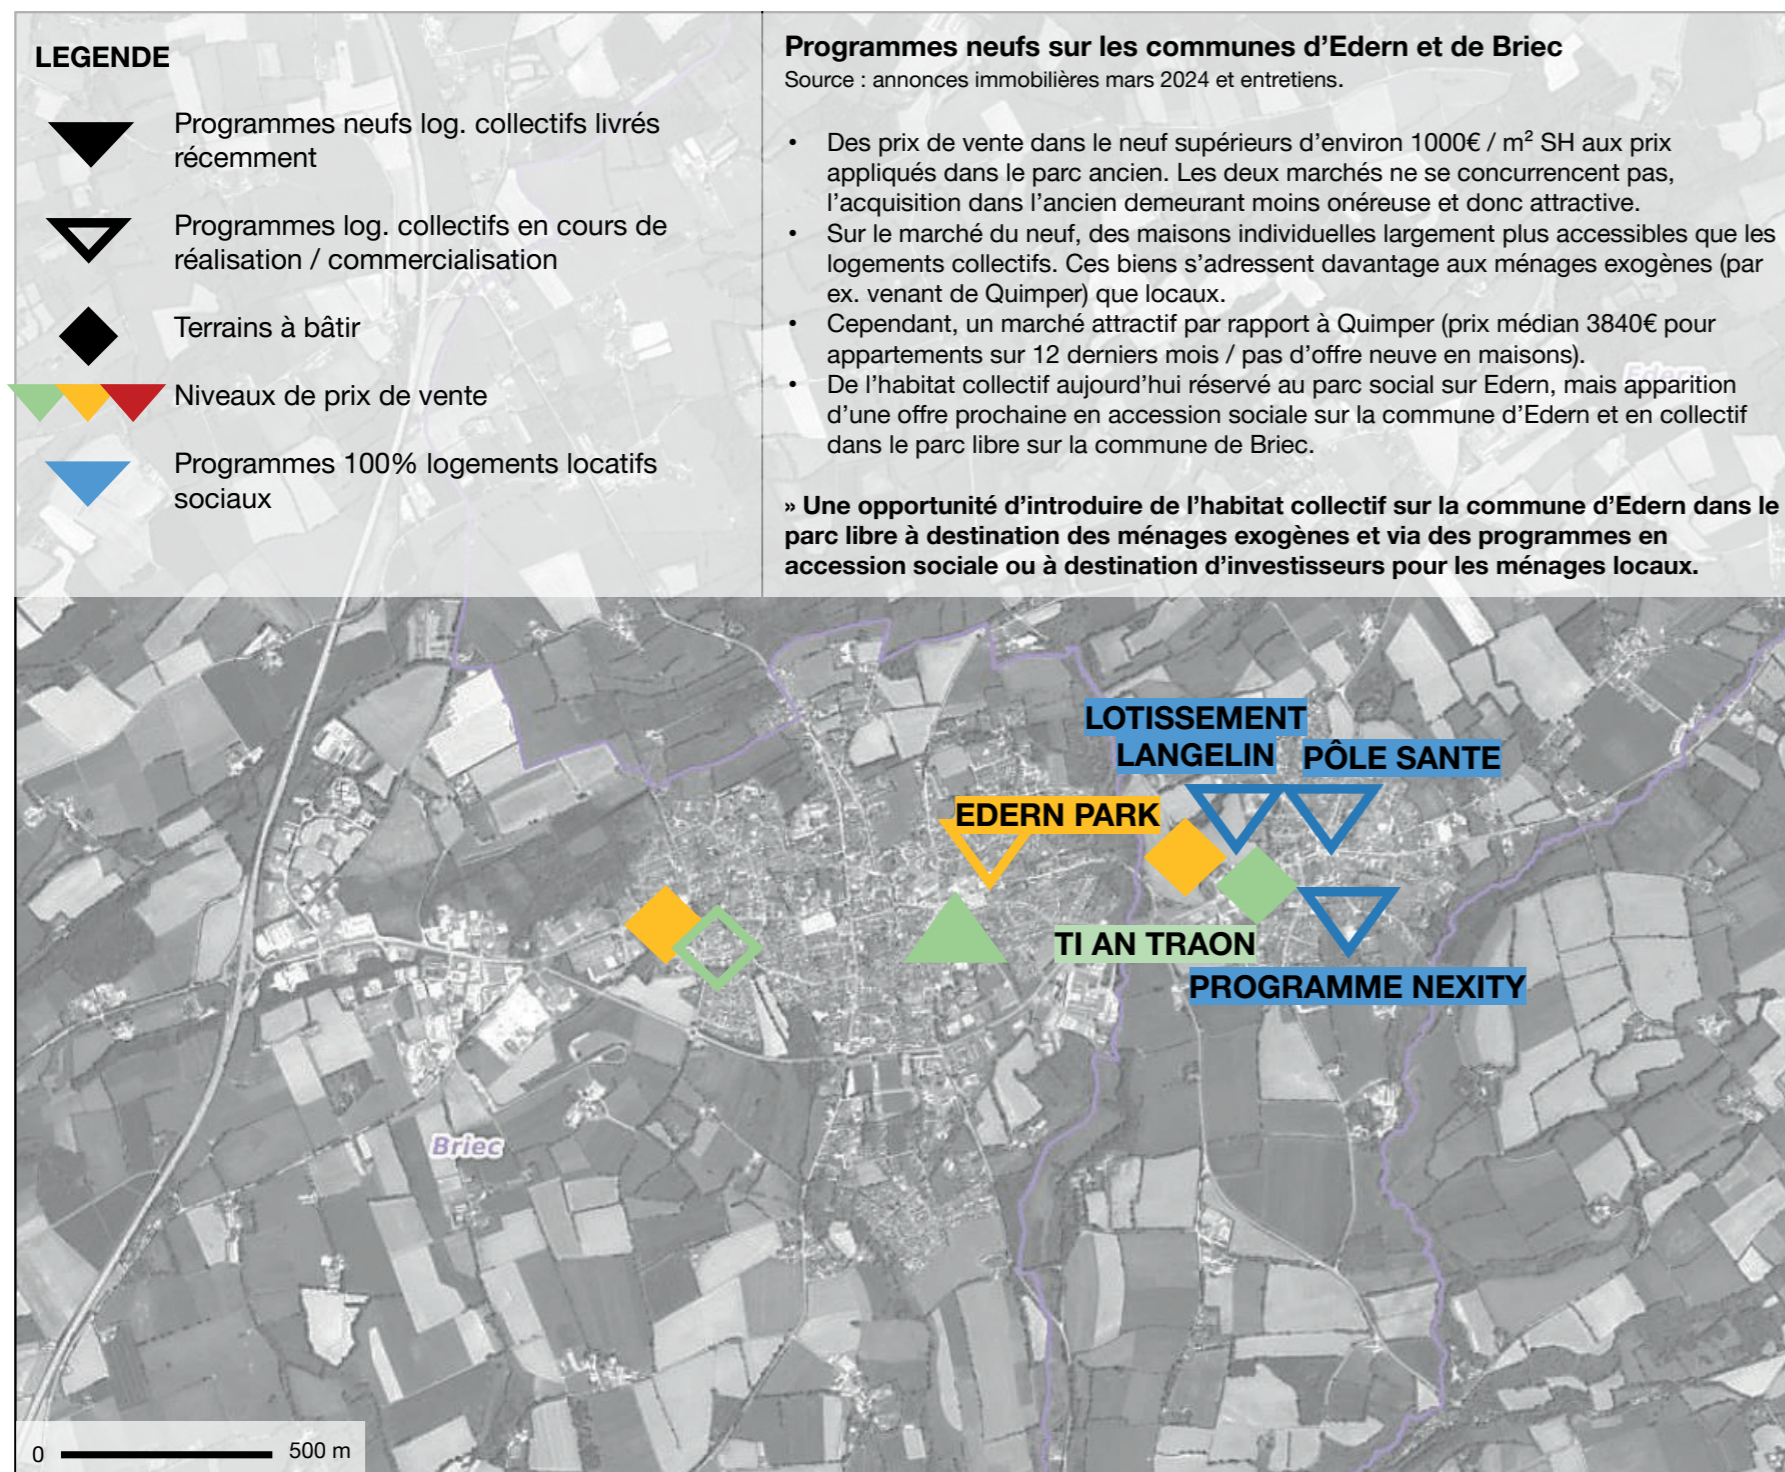 LEGENDE
Programmes neufs log. collectifs livrés
récemment
Programmes log. collectifs en cours de
réalisation / commercialisation
Terrains à bâtir
Niveaux de prix de vente
Programmes 100% logements locatifs
sociaux
Programmes neufs sur les communes d'Edern et de Briec
Source : annonces immobilières mars 2024 et entretiens.
• Des prix de vente dans le neuf supérieurs d'environ 1000€ / m² SH aux prix
appliqués dans le parc ancien. Les deux marchés ne se concurrencent pas,
l'acquisition dans l'ancien demeurant moins onéreuse et donc attractive.
• Sur le marché du neuf, des maisons individuelles largement plus accessibles que les
logements collectifs. Ces biens s'adressent davantage aux ménages exogènes (par
ex. venant de Quimper) que locaux.
• Cependant, un marché attractif par rapport à Quimper (prix médian 3840€ pour
appartements sur 12 derniers mois / pas d'offre neuve en maisons).
• De l'habitat collectif aujourd'hui réservé au parc social sur Edern, mais apparition
d'une offre prochaine en accession sociale sur la commune d'Edern et en collectif
dans le parc libre sur la commune de Briec.
» Une opportunité d'introduire de l'habitat collectif sur la commune d'Edern dans le
parc libre à destination des ménages exogènes et via des programmes en
accession sociale ou à destination d'investisseurs pour les ménages locaux.
Edern
LOTISSEMENT
LANGELIN
PÔLE SANTE
EDERN PARK
TI AN TRAON
PROGRAMME NEXITY
Briec
0 500 m